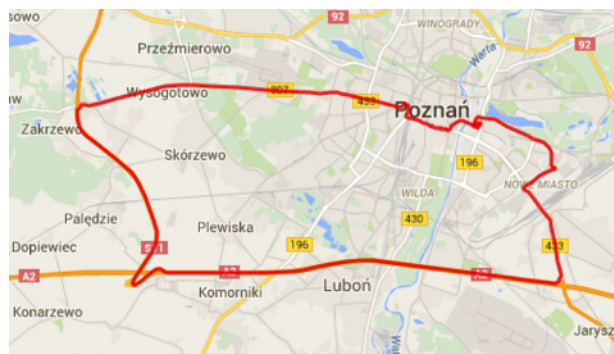 sowo
92
WINOGRADY
Warta
92
Przeźmierowo
A2
Wysogotowo
307
433
Poznań
Zakrzewo
Skórzewo
196
NOWE MIASTO
WILDA
Palędzie
Plewiska
430
Dopiewiec
S11
196
433
A2
A2
A2
Komorniki
Luboń
Konarzewo
Jarysz